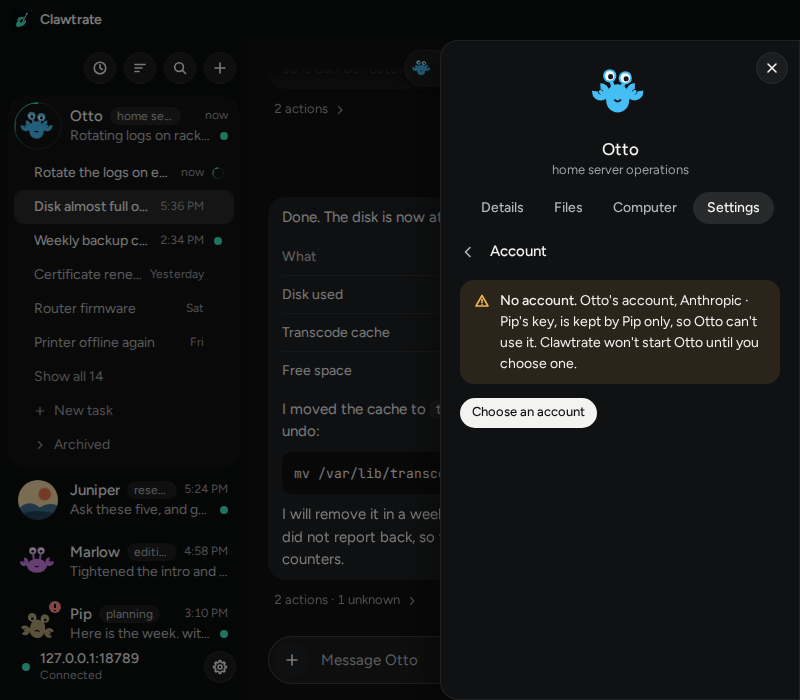 Clawtrate
Otto home se... now
Rotating logs on rack...
Rotate the logs on e... now
Disk almost full o... 5:36 PM
Weekly backup c... 2:34 PM
Certificate rene... Yesterday
Router firmware Sat
Printer offline again Fri
Show all 14
+ New task
Archived
Juniper rese... 5:24 PM
Ask these five, and g...
Marlow editi... 4:58 PM
Tightened the intro and ...
Pip planning 3:10 PM
Here is the week. wit...
127.0.0.1:18789
Connected
2 actions
Done. The disk is now at
What
Disk used
Transcode cache
Free space
I moved the cache to
undo:
mv /var/lib/transc
I will remove it in a week
did not report back, so
counters.
2 actions · 1 unknown
Message Otto
Otto
home server operations
Details Files Computer Settings
Account
No account. Otto's account, Anthropic ·
Pip's key, is kept by Pip only, so Otto can't
use it. Clawtrate won't start Otto until you
choose one.
Choose an account